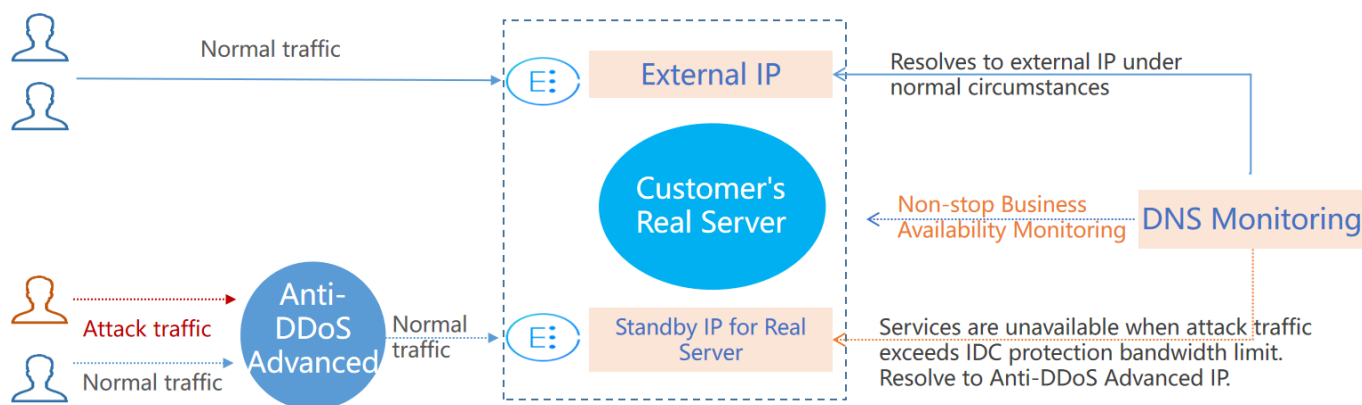 Normal traffic
E:
External IP
Resolves to external IP under
normal circumstances
Customer's
Real Server
Non-stop Business
Availability Monitoring
DNS Monitoring
Attack traffic
Normal traffic
Anti-
DDoS
Advanced
Normal
traffic
E:
Standby IP for Real
Server
Services are unavailable when attack traffic
exceeds IDC protection bandwidth limit.
Resolve to Anti-DDoS Advanced IP.